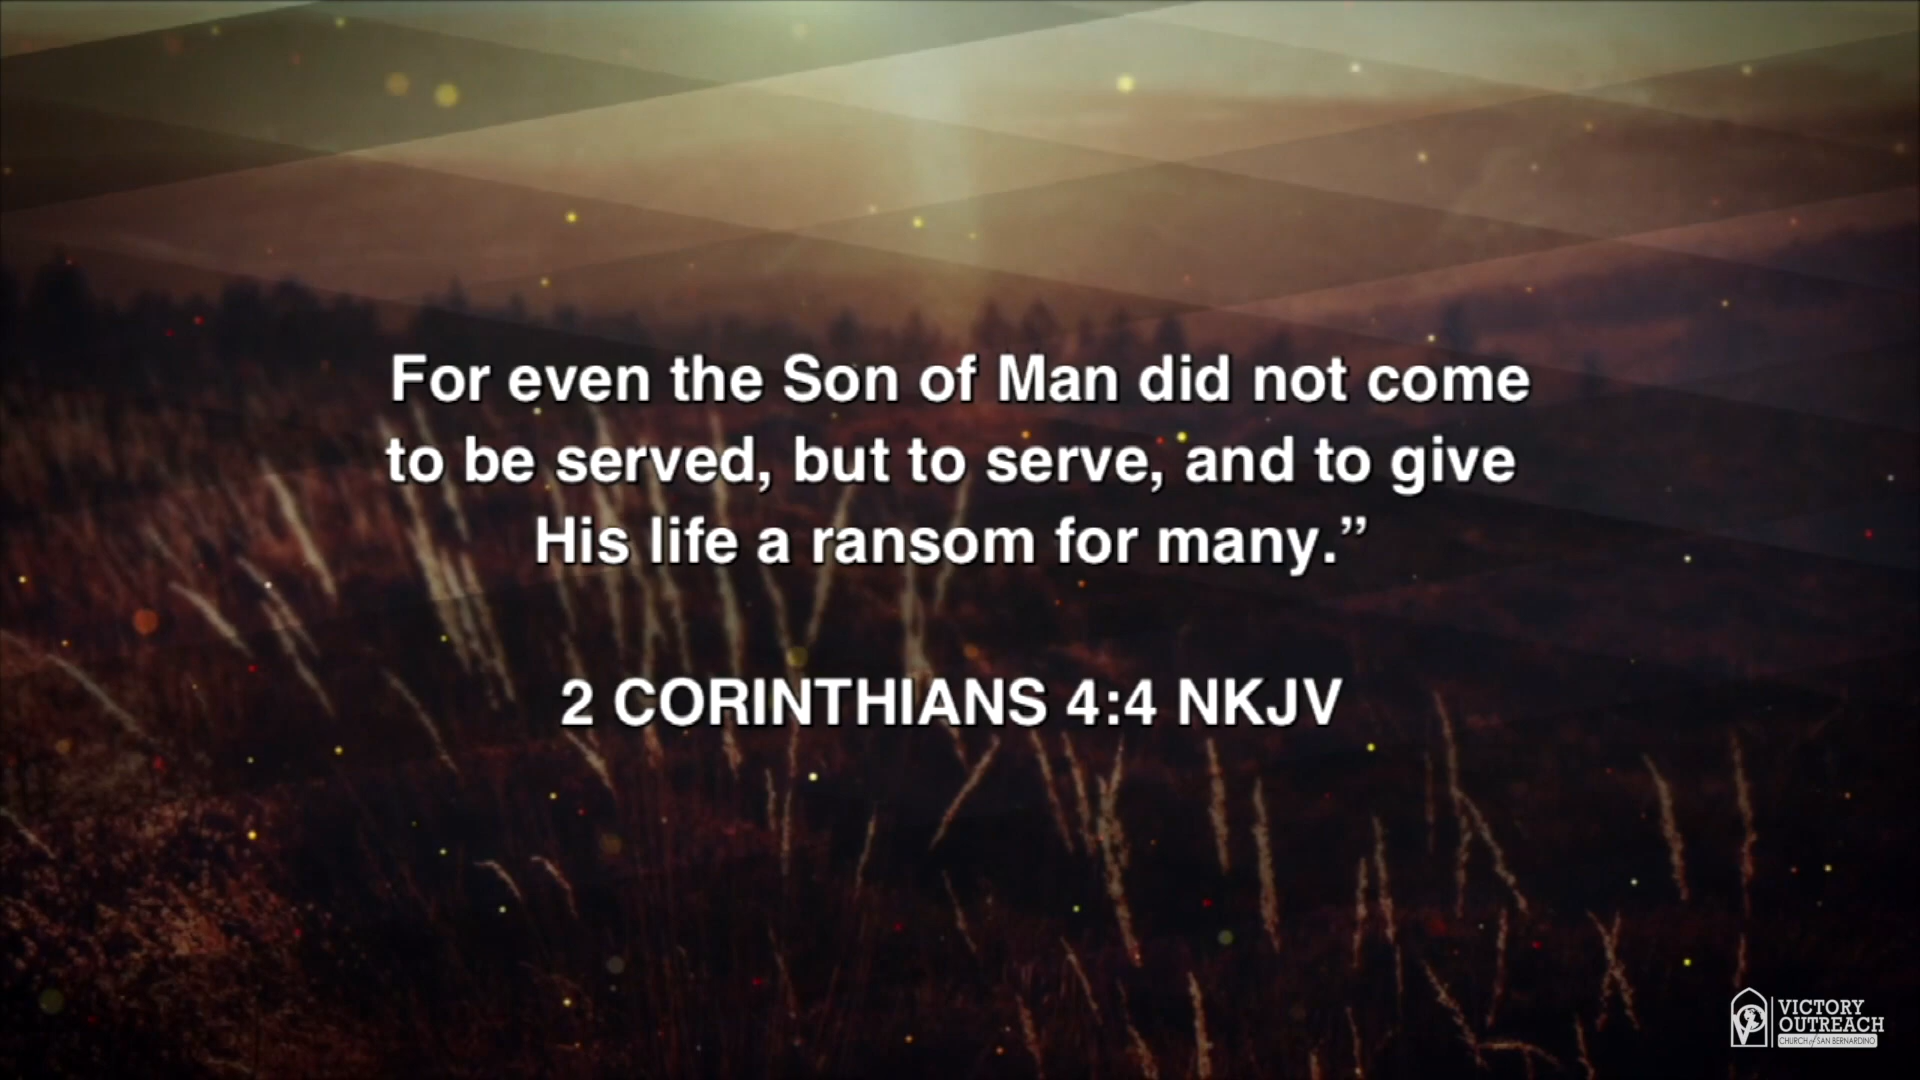 For even the Son of Man did not come
to be served, but to serve, and to give
His life a ransom for many.”
2 CORINTHIANS 4:4 NKJV
VICTORY
OUTREACH
CHURCH of SAN BERNARDINO